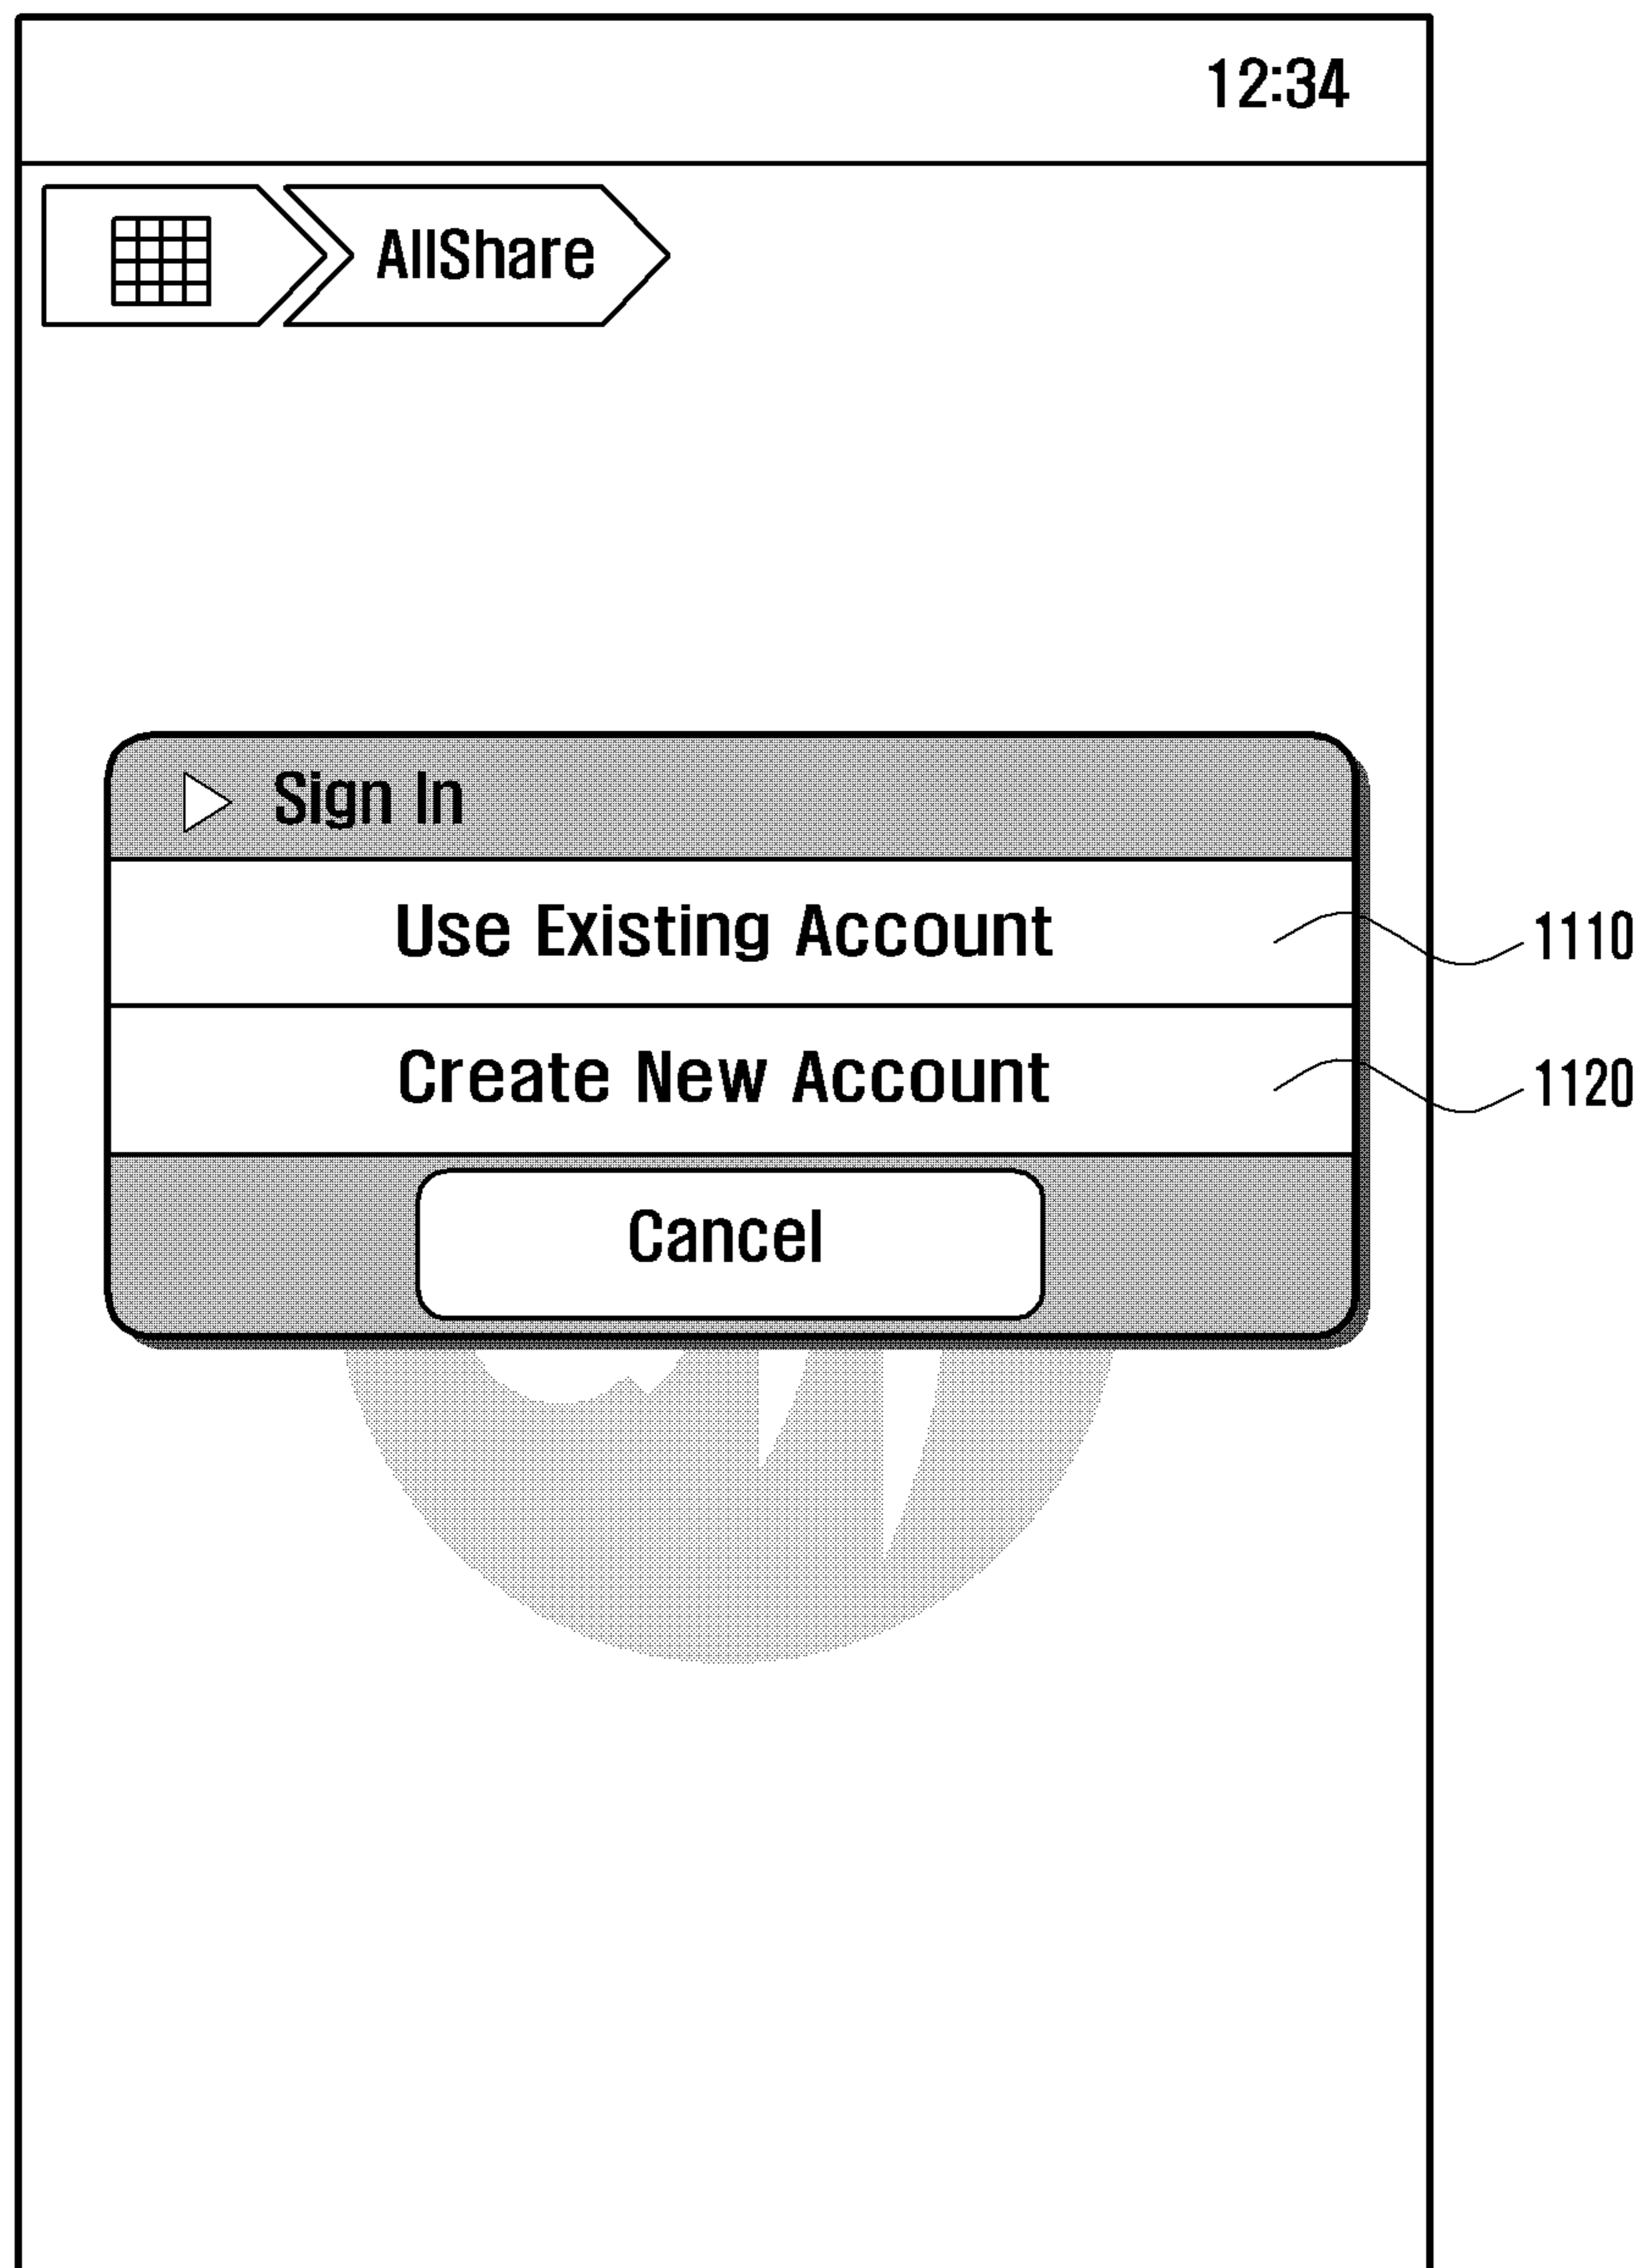 12:34
AllShare
Sign In
Use Existing Account
1110
Create New Account
1120
Cancel